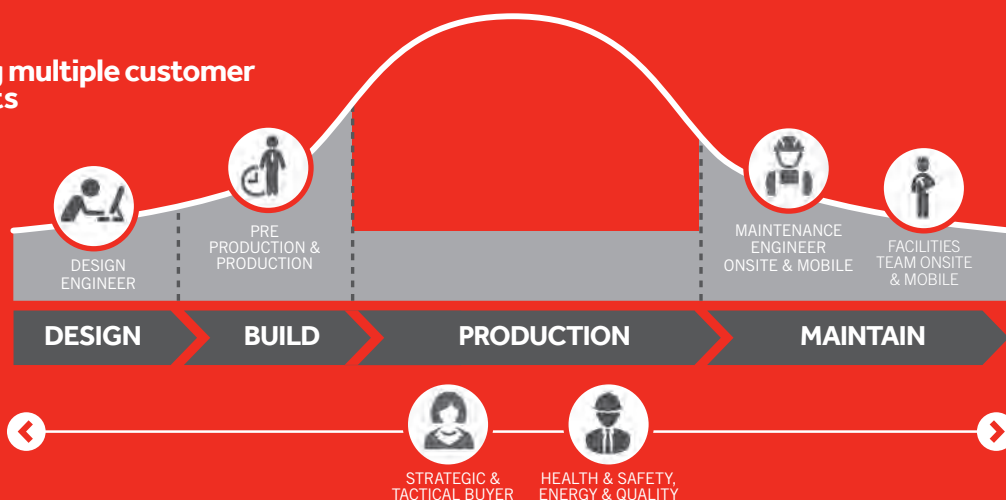 multiple customer
DESIGN
ENGINEER
PRE
PRODUCTION &
PRODUCTION
MAINTENANCE
ENGINEER
ONSITE & MOBILE
FACILITIES
TEAM ONSITE
& MOBILE
DESIGN
BUILD
PRODUCTION
MAINTAIN
STRATEGIC &
TACTICAL BUYER
HEALTH & SAFETY,
ENERGY & QUALITY